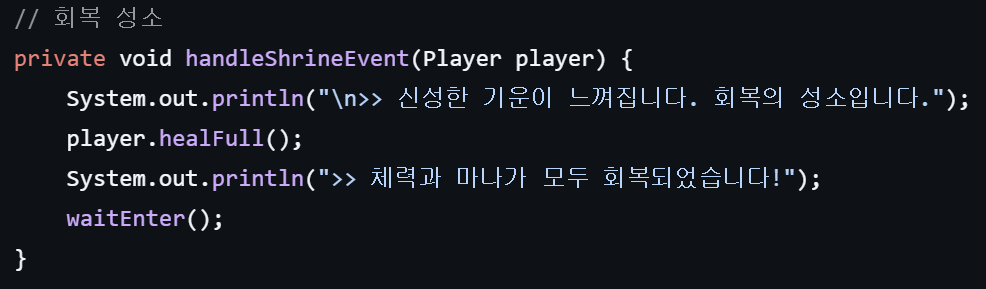 // 회복 성소
private void handleShrineEvent(Player player) {
    System.out.println("\n>> 신성한 기운이 느껴집니다. 회복의 성소입니다.");
    player.healFull();
    System.out.println(">> 체력과 마나가 모두 회복되었습니다!");
    waitEnter();
}